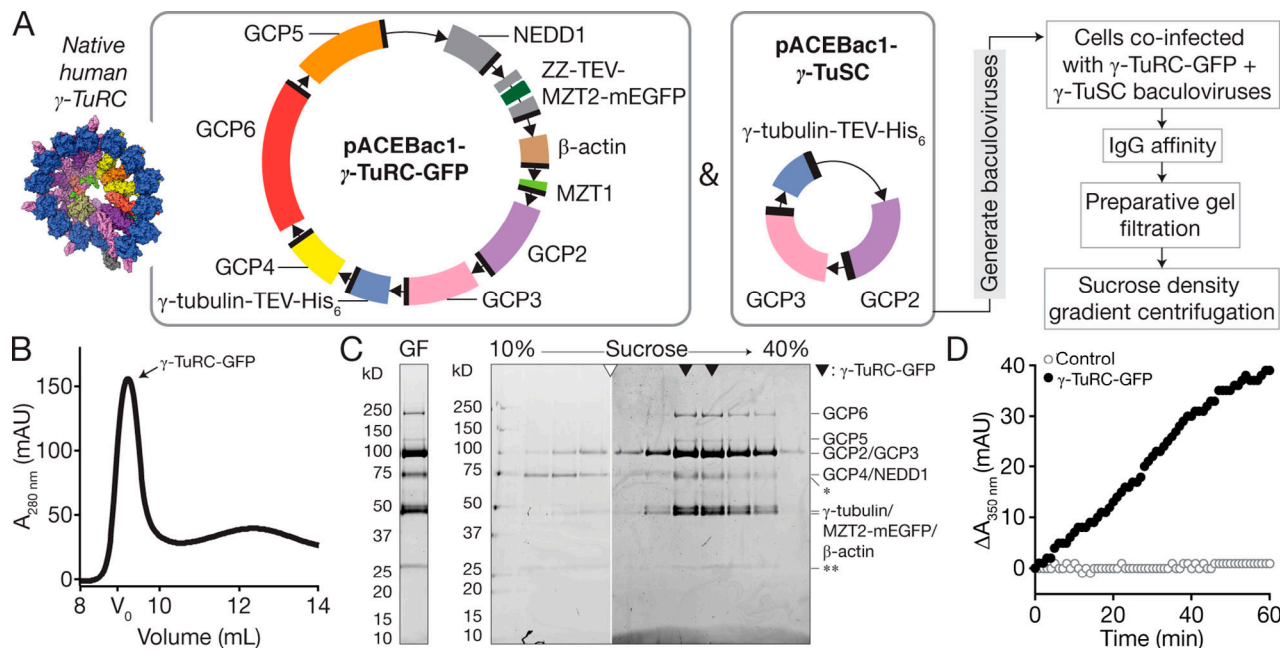 A
Native
human
γ-TuRC
GCP5
NEDD1
ZZ-TEV-
MZT2-mEGFP
GCP6
pACEBac1-
γ-TuRC-GFP
β-actin
MZT1
GCP2
GCP4
γ-tubulin-TEV-His6
GCP3
&
pACEBac1-
γ-TuSC
γ-tubulin-TEV-His6
GCP3
GCP2
Generate baculoviruses
Cells co-infected
with γ-TuRC-GFP +
γ-TuSC baculoviruses
IgG affinity
Preparative gel
filtration
Sucrose density
gradient centrifugation
B
γ-TuRC-GFP
A280 nm (mAU)
150
100
50
0
8 V0 10 12 14
Volume (mL)
C
GF
kD
250
150
100
75
50
37
25
20
15
10
10% Sucrose 40%
kD
250
150
100
75
50
37
25
20
15
10
▼: γ-TuRC-GFP
GCP6
GCP5
GCP2/GCP3
GCP4/NEDD1
*
γ-tubulin/
MZT2-mEGFP/
β-actin
**
D
Control
γ-TuRC-GFP
ΔA350 nm (mAU)
40
30
20
10
0
0 20 40 60
Time (min)